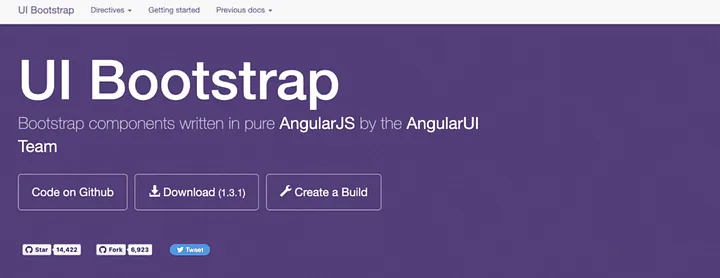 UI Bootstrap Directives Getting started Previous docs
UI Bootstrap
Bootstrap components written in pure AngularJS by the AngularUI
Team
Code on Github Download (1.3.1) Create a Build
Star 14,422 Fork 6,923 Tweet